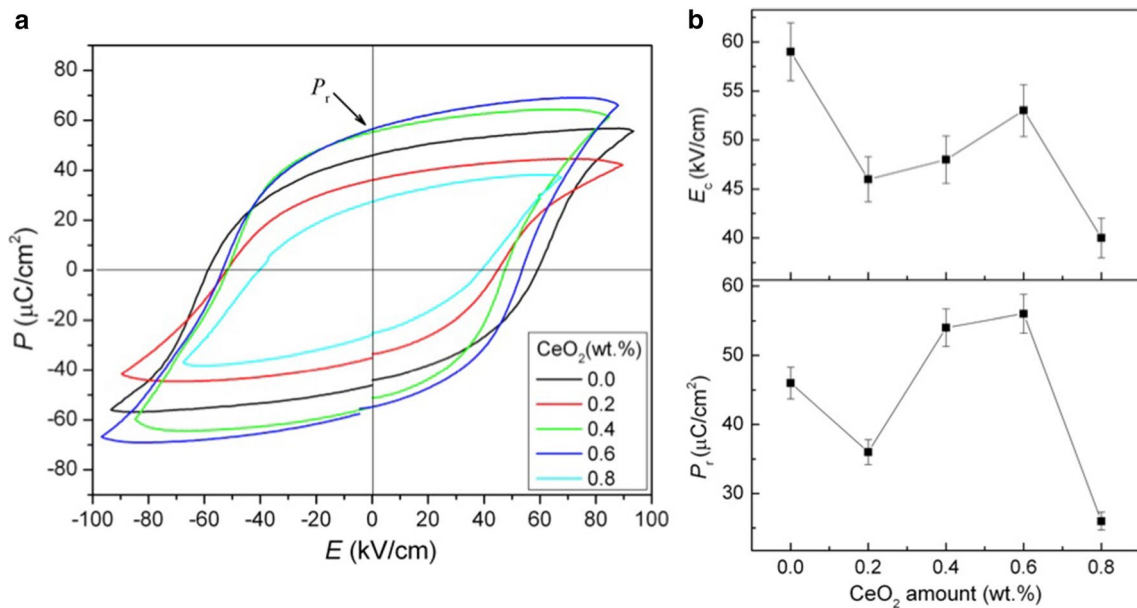 a
80
60
40
20
0
-20
-40
-60
-80
P (μC/cm²)
Pr
CeO₂(wt.%)
0.0
0.2
0.4
0.6
0.8
-100 -80 -60 -40 -20 0 20 40 60 80 100
E (kV/cm)
b
60
55
50
45
40
Ec (kV/cm)
60
50
36
26
Pr (μC/cm²)
0.0 0.2 0.4 0.6 0.8
CeO₂ amount (wt.%)